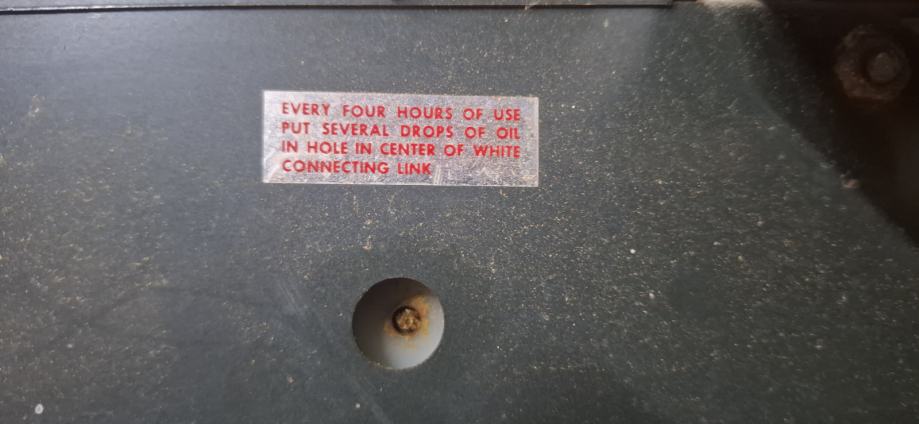 EVERY FOUR HOURS OF USE
PUT SEVERAL DROPS OF OIL
IN HOLE IN CENTER OF WHITE
CONNECTING LINK